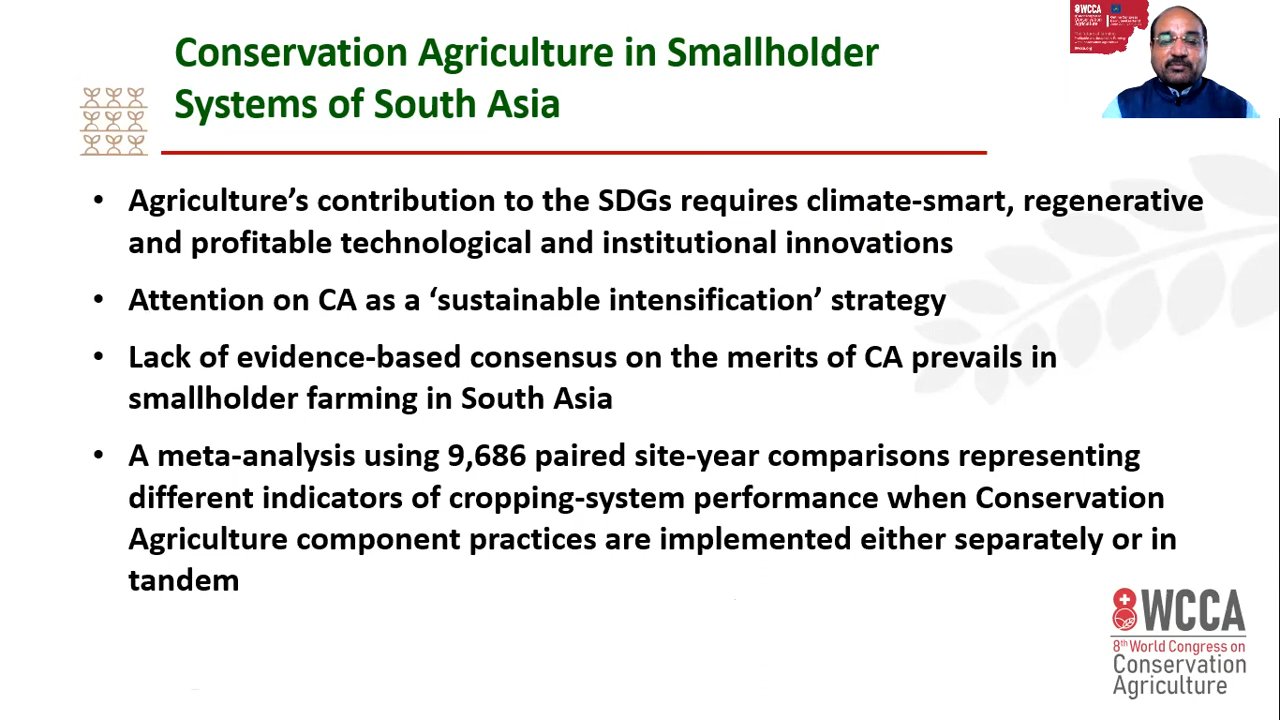 Conservation Agriculture in Smallholder
Systems of South Asia
• Agriculture’s contribution to the SDGs requires climate-smart, regenerative
and profitable technological and institutional innovations
• Attention on CA as a ‘sustainable intensification’ strategy
• Lack of evidence-based consensus on the merits of CA prevails in
smallholder farming in South Asia
• A meta-analysis using 9,686 paired site-year comparisons representing
different indicators of cropping-system performance when Conservation
Agriculture component practices are implemented either separately or in
tandem
8WCCA
8WCCA
8th World Congress on
Conservation
Agriculture